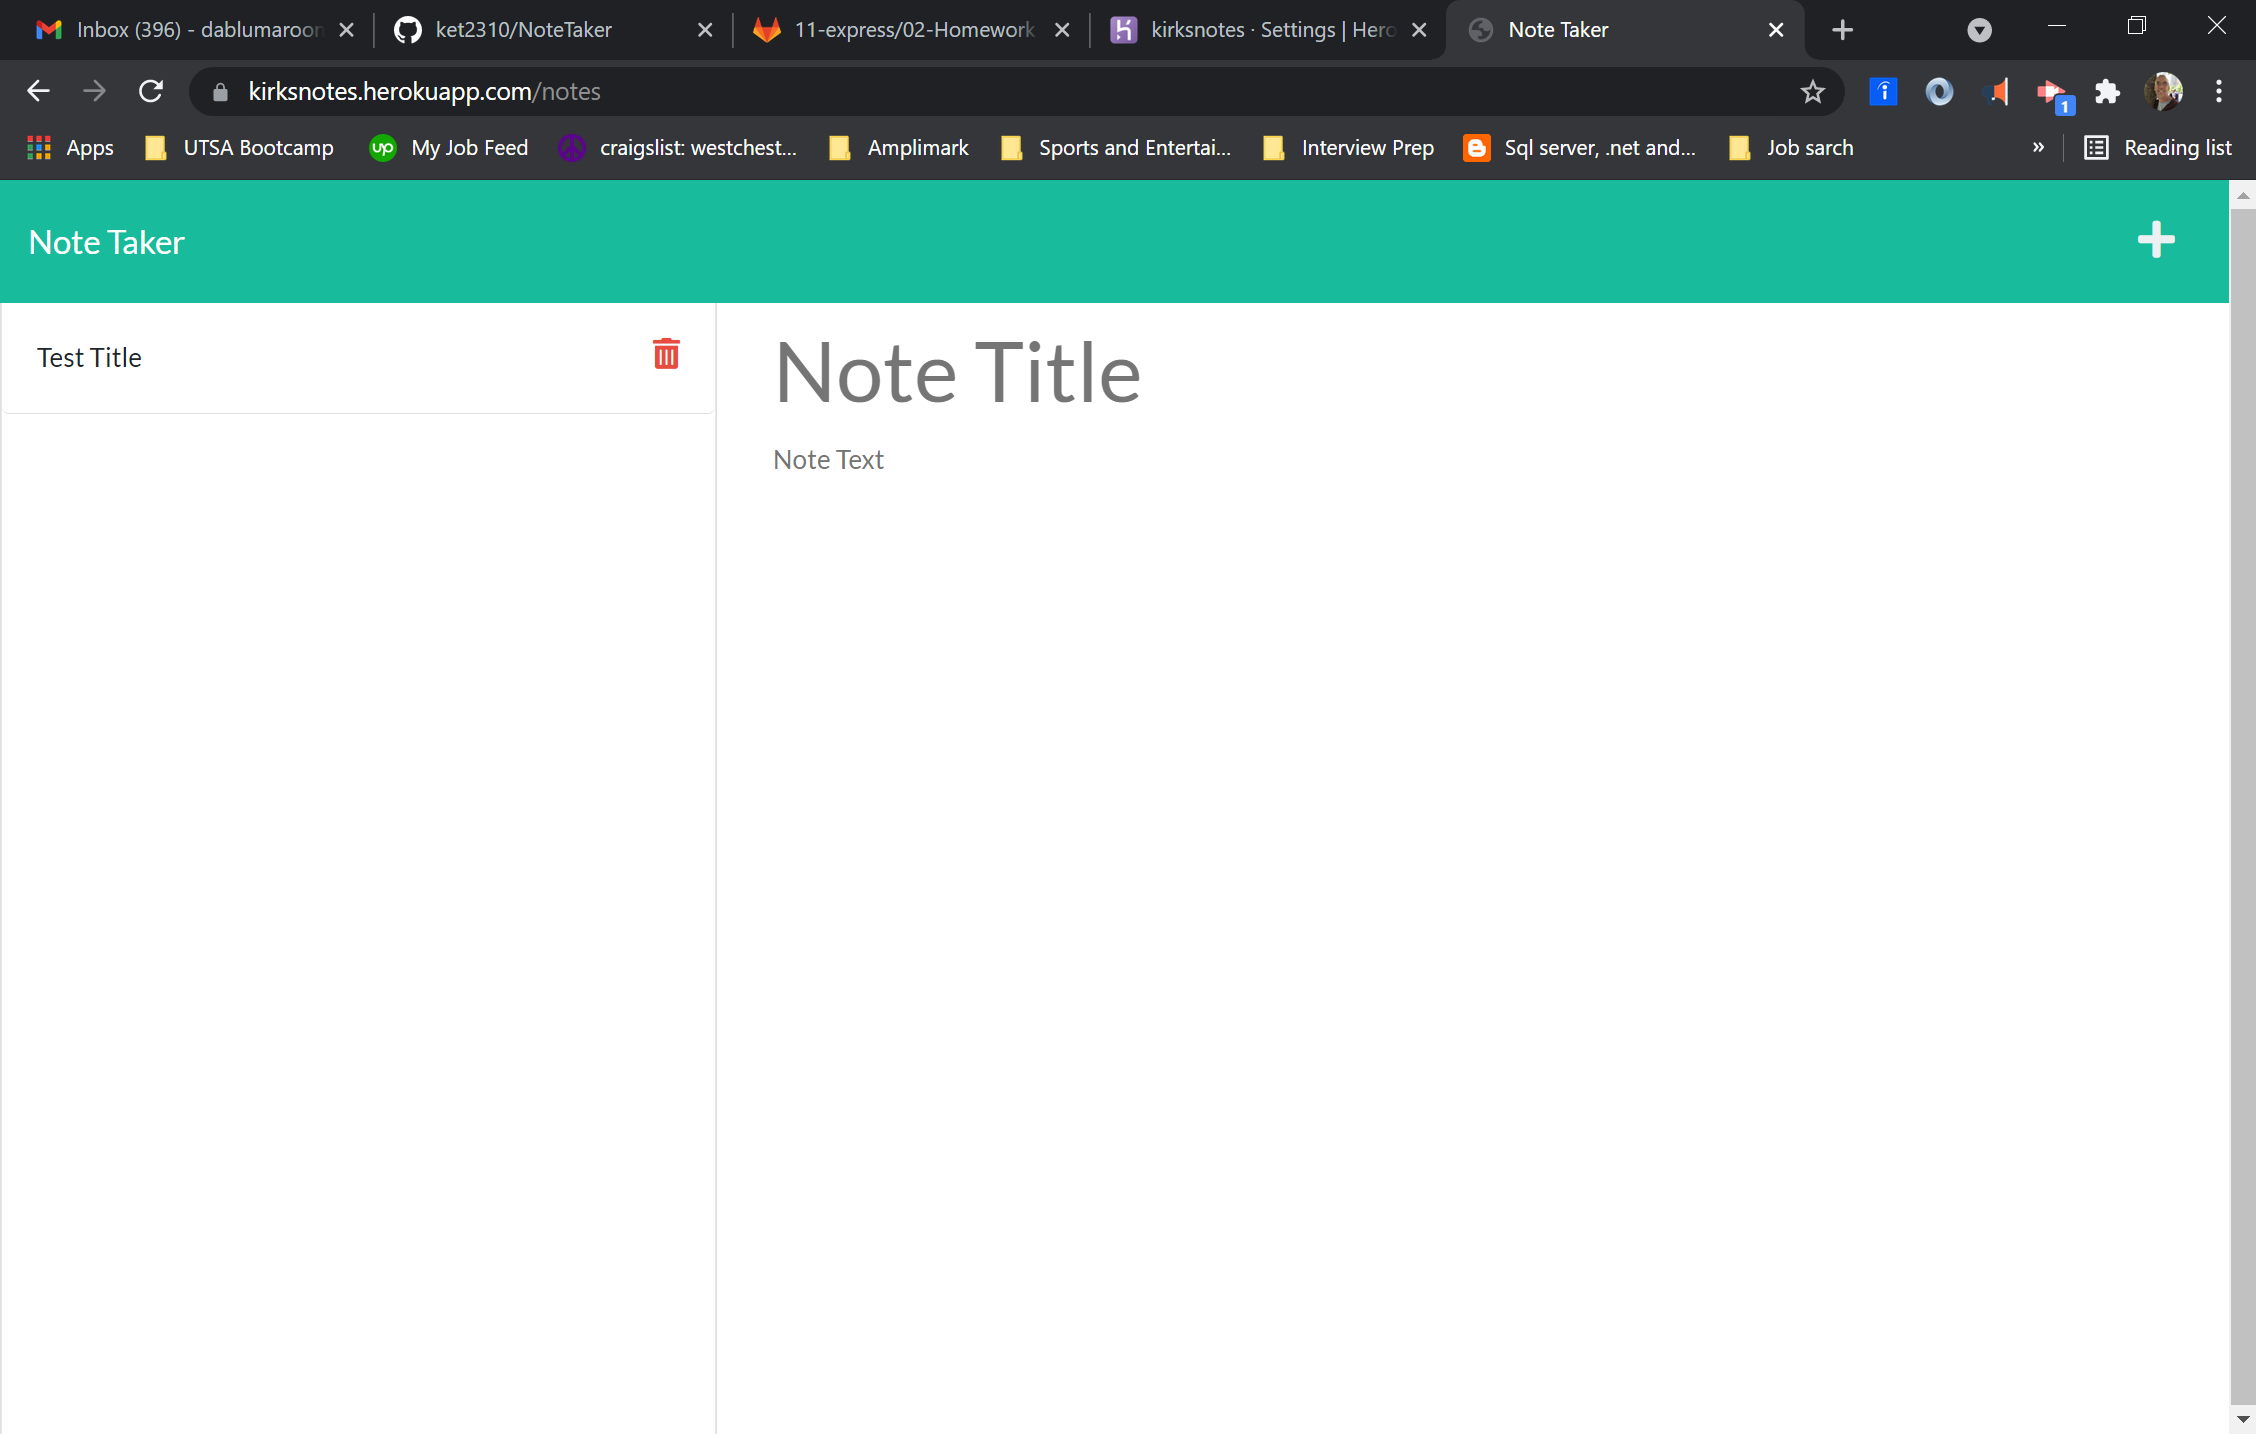 Inbox (396) - dablumaroon
ket2310/NoteTaker
11-express/02-Homework
kirksnotes · Settings | Hero
Note Taker
kirksnotes.herokuapp.com/notes
1
Apps
UTSA Bootcamp
up My Job Feed
craigslist: westchest...
Amplimark
Sports and Entertai...
Interview Prep
Sql server, .net and...
Job sarch
»
Reading list
Note Taker
Test Title
Note Title
Note Text